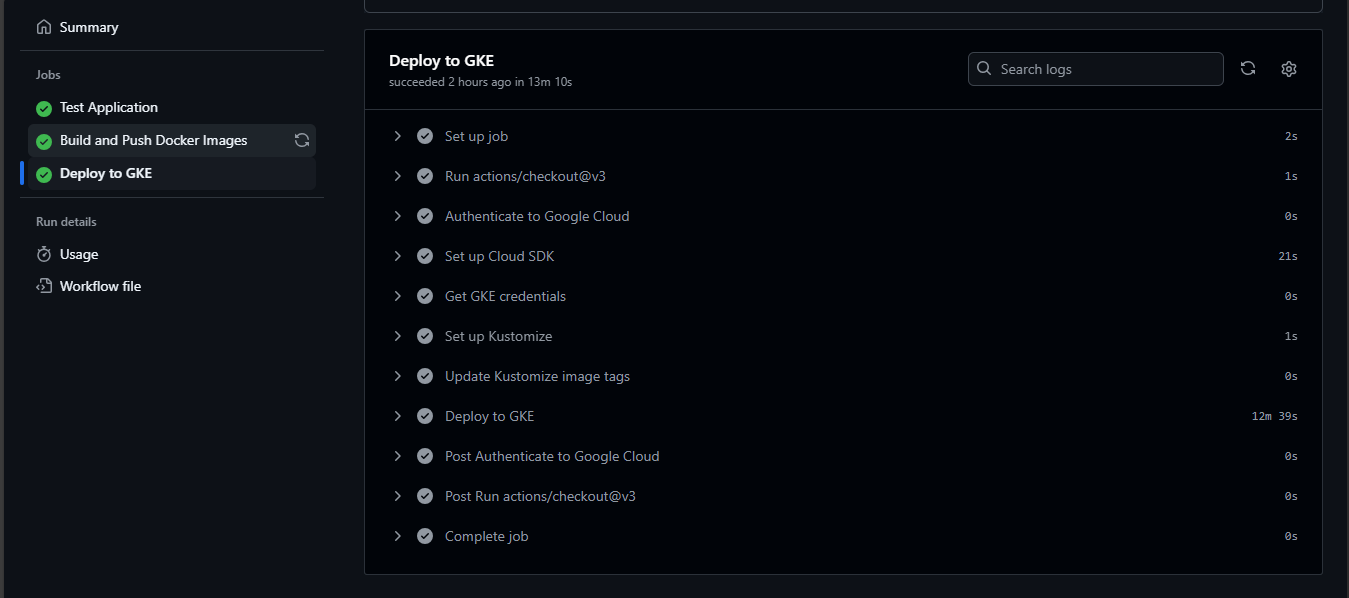 Summary
Jobs
Test Application
Build and Push Docker Images
Deploy to GKE
Run details
Usage
Workflow file
Deploy to GKE
succeeded 2 hours ago in 13m 10s
Search logs
Set up job 2s
Run actions/checkout@v3 1s
Authenticate to Google Cloud 0s
Set up Cloud SDK 21s
Get GKE credentials 0s
Set up Kustomize 1s
Update Kustomize image tags 0s
Deploy to GKE 12m 39s
Post Authenticate to Google Cloud 0s
Post Run actions/checkout@v3 0s
Complete job 0s